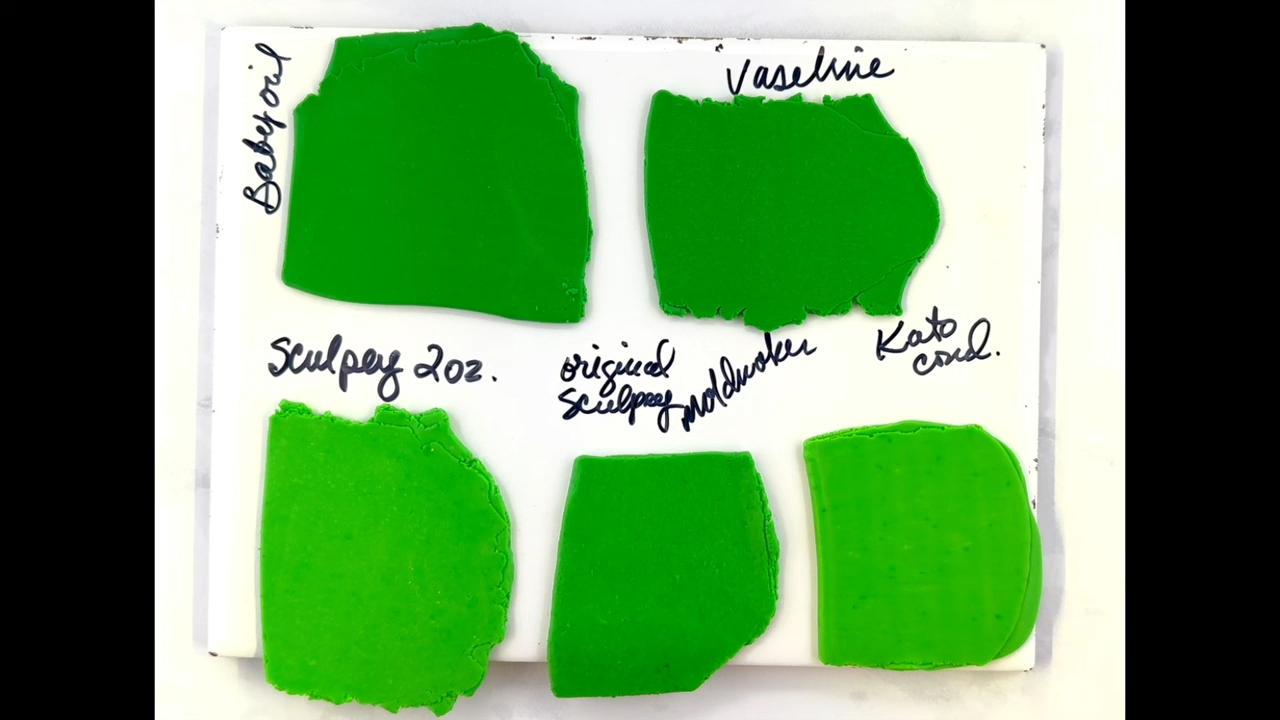 Baby oil
Vaseline
Sculpey 2oz.
original
Sculpey
Moldmaker
Kato
cond.